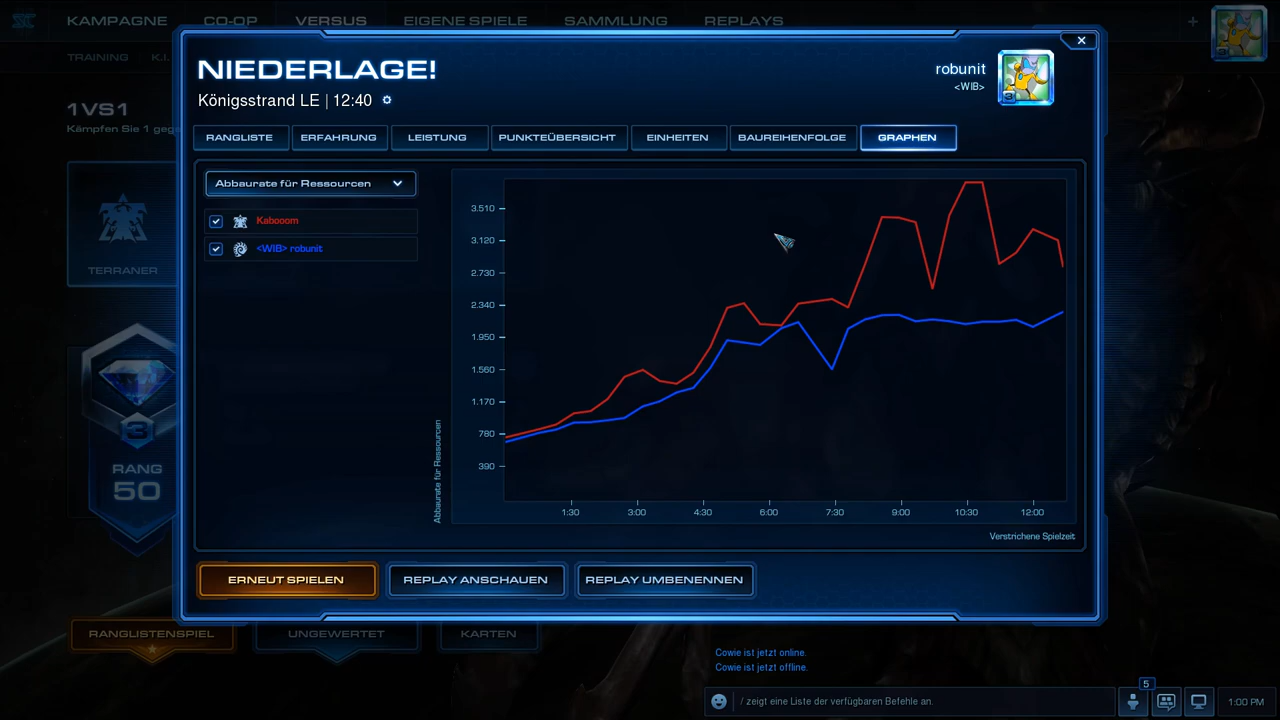 KAMPAGNE CO-OP VERSUS EIGENE SPIELE SAMMLUNG REPLAYS
TRAINING K.I.
1VS1
Kämpfen Sie 1 gege
TERRANER
3
RANG
50
NIEDERLAGE!
Königsstrand LE | 12:40
robunit
<WIB>
3
RANGLISTE ERFAHRUNG LEISTUNG PUNKTEÜBERSICHT EINHEITEN BAUREIHENFOLGE GRAPHEN
Abbaurate für Ressourcen
Kabooom
<WIB> robunit
Abbaurate für Ressourcen
3.510
3.120
2.730
2.340
1.950
1.560
1.170
780
390
1:30 3:00 4:30 6:00 7:30 9:00 10:30 12:00
Verstrichene Spielzeit
ERNEUT SPIELEN REPLAY ANSCHAUEN REPLAY UMBENENNEN
RANGLISTENSPIEL UNGEWERTET KARTEN
Cowie ist jetzt online.
Cowie ist jetzt offline.
/ zeigt eine Liste der verfügbaren Befehle an.
5
1:00 PM